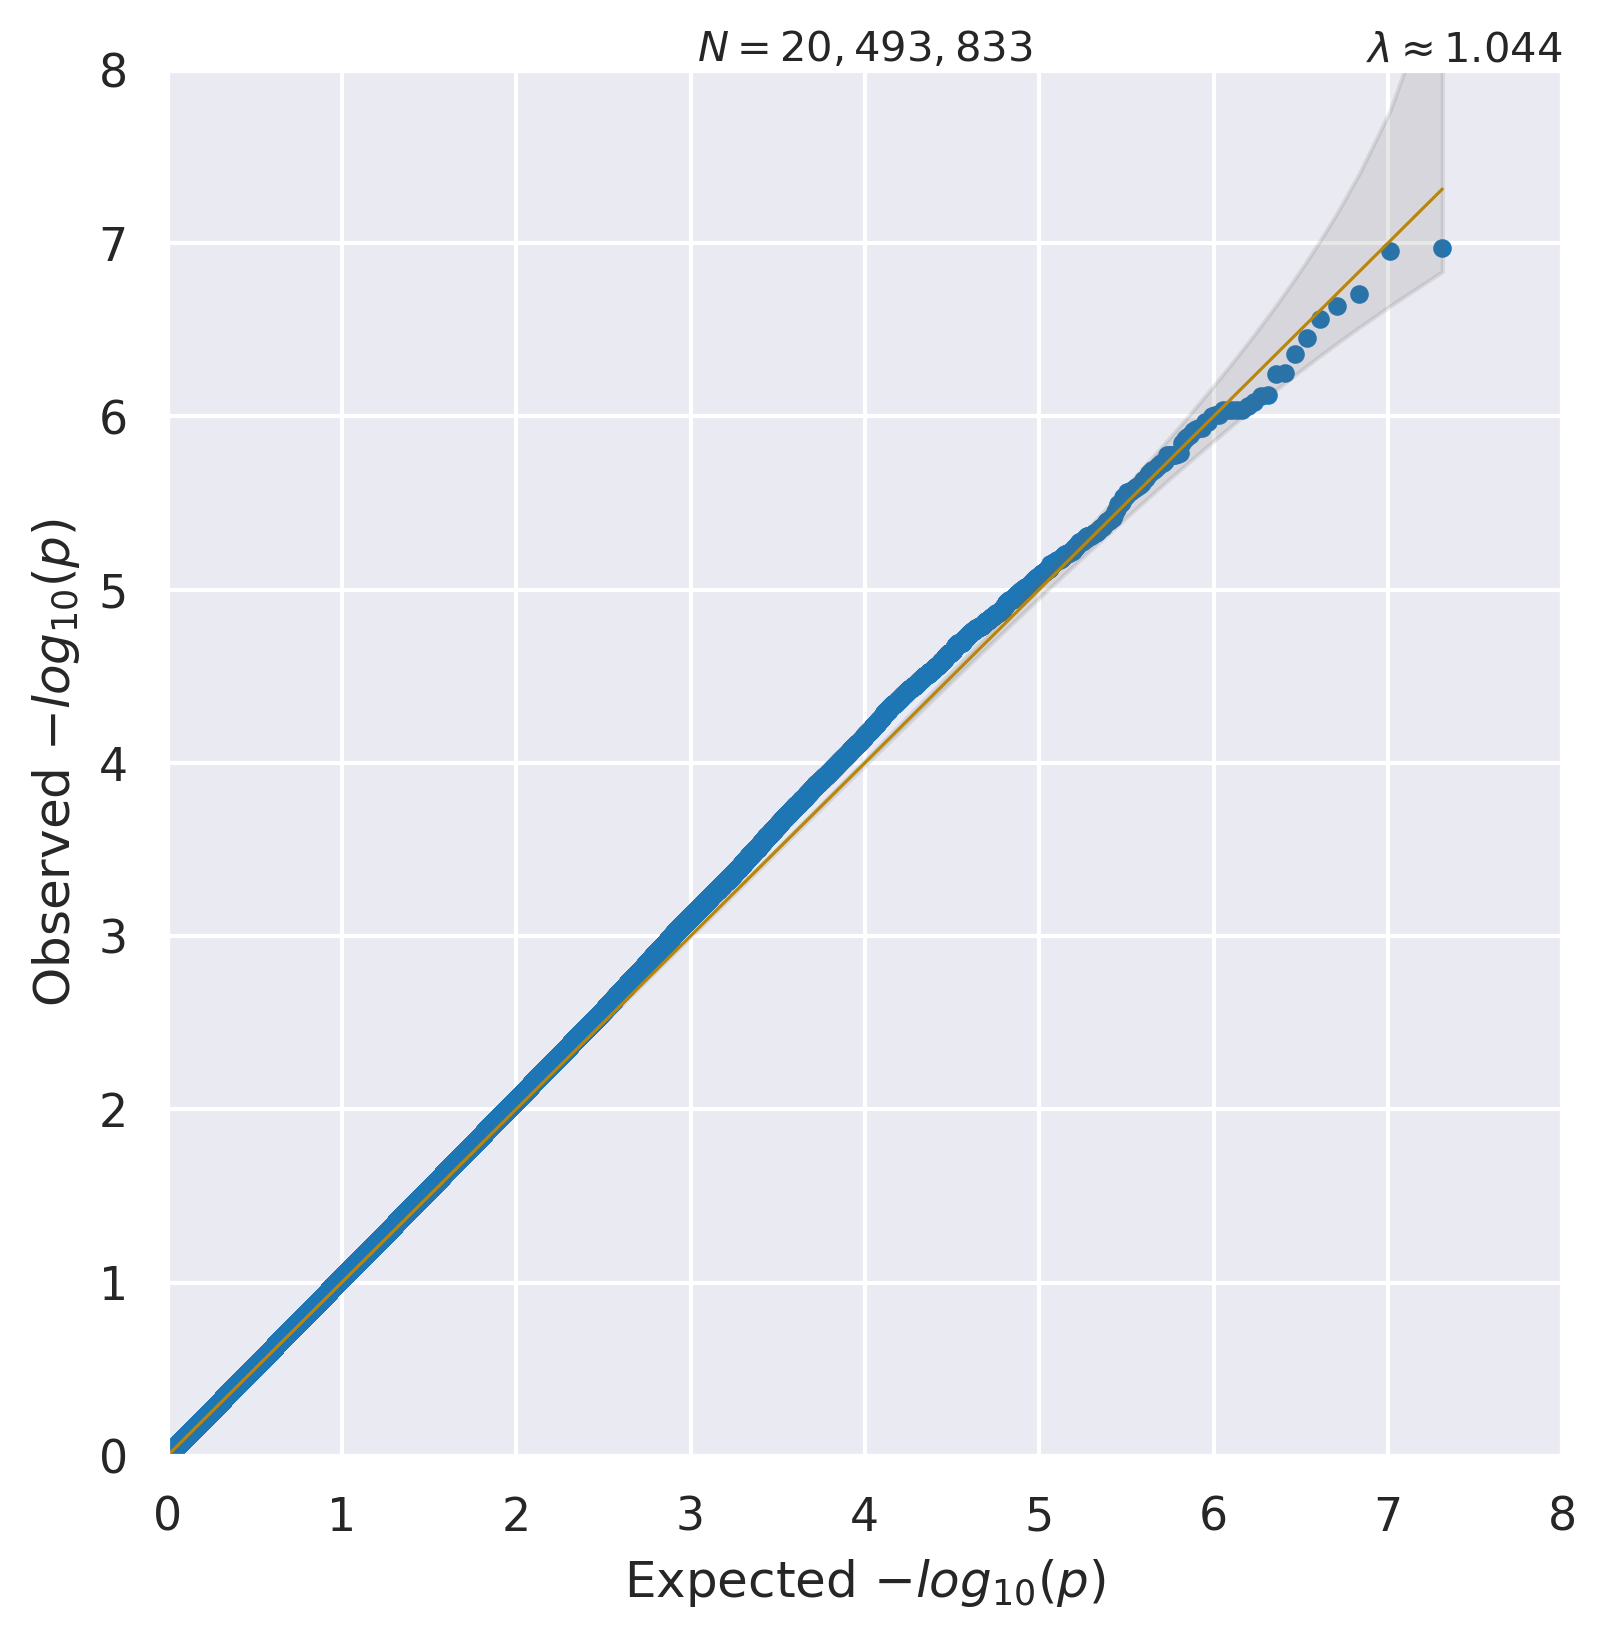 N = 20,493,833
λ ≈ 1.044
Observed −log₁₀(p)
8
7
6
5
4
3
2
1
0
0 1 2 3 4 5 6 7 8
Expected −log₁₀(p)